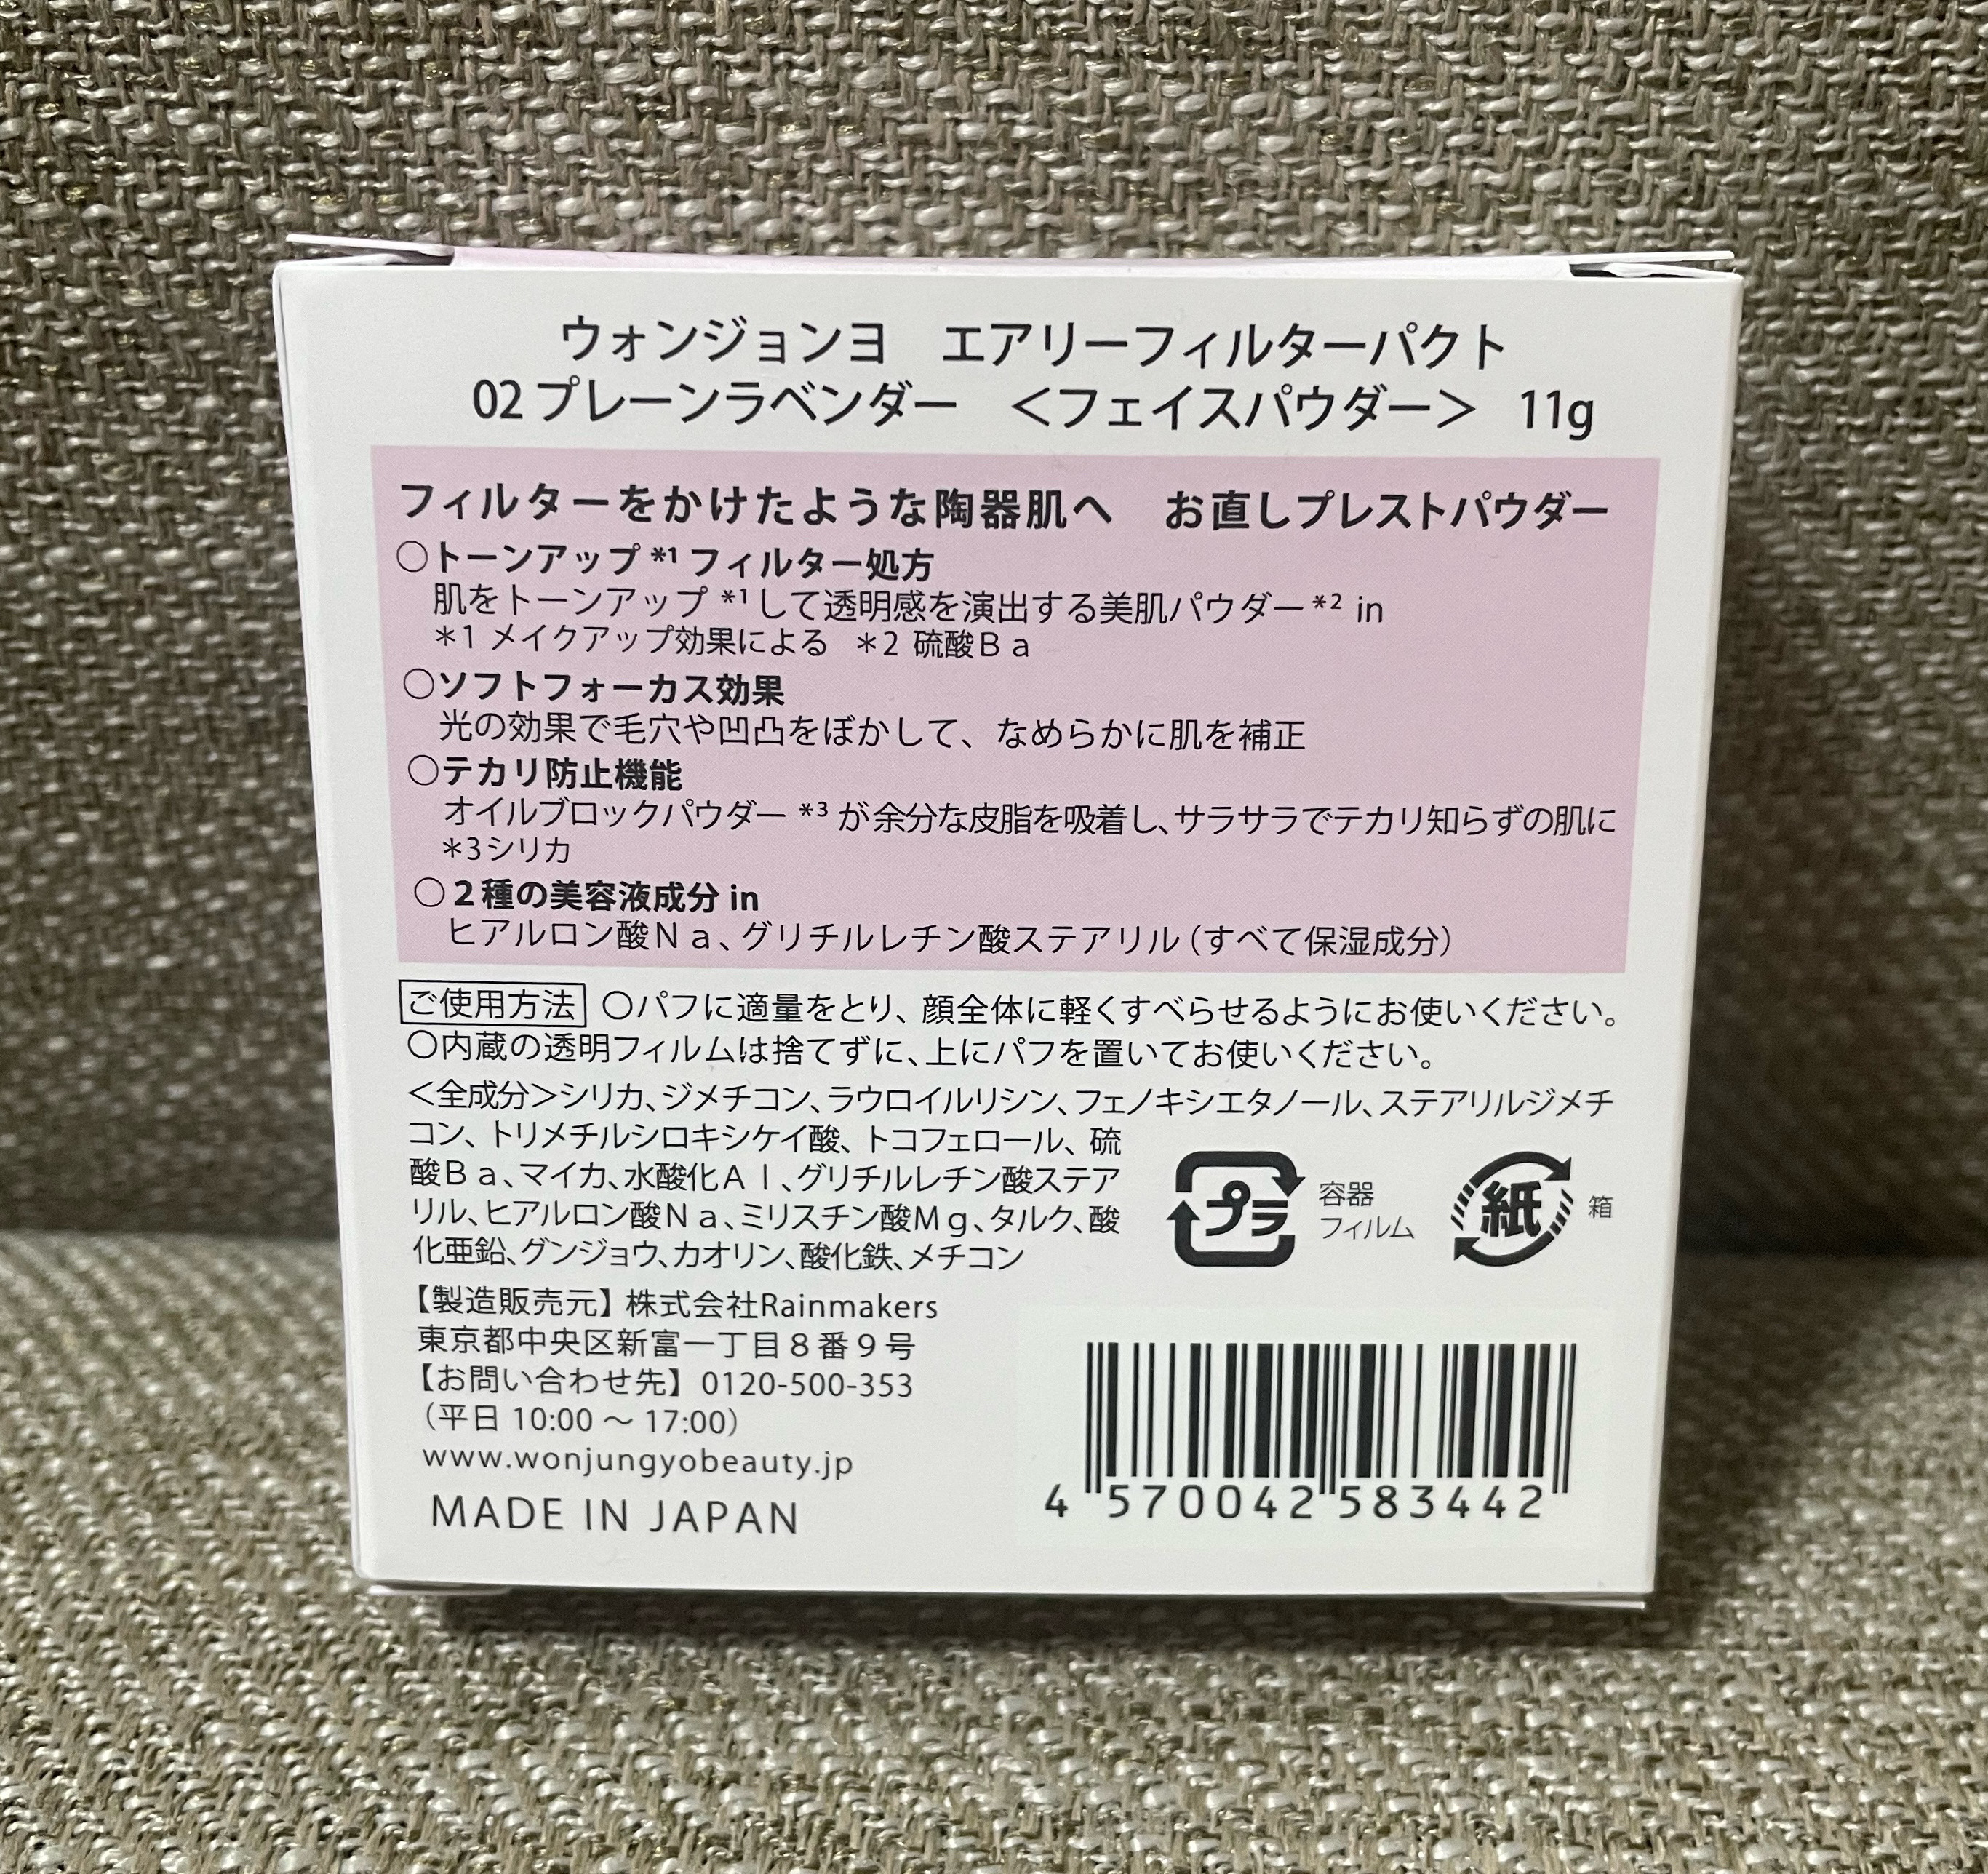 ウォンジョンヨ　エアリーフィルターパクト
02 プレーンラベンダー　＜フェイスパウダー＞　11g
フィルターをかけたような陶器肌へ　お直しプレストパウダー
○トーンアップ *1 フィルター処方
肌をトーンアップ *1 して透明感を演出する美肌パウダー *2 in
＊1 メイクアップ効果による　＊2 硫酸Ｂａ
○ソフトフォーカス効果
光の効果で毛穴や凹凸をぼかして、なめらかに肌を補正
○テカリ防止機能
オイルブロックパウダー *3 が余分な皮脂を吸着し、サラサラでテカリ知らずの肌に
＊3シリカ
○２種の美容液成分 in
ヒアルロン酸Ｎａ、グリチルレチン酸ステアリル（すべて保湿成分）
ご使用方法 ○パフに適量をとり、顔全体に軽くすべらせるようにお使いください。
○内蔵の透明フィルムは捨てずに、上にパフを置いてお使いください。
＜全成分＞シリカ、ジメチコン、ラウロイルリシン、フェノキシエタノール、ステアリルジメチ
コン、トリメチルシロキシケイ酸、トコフェロール、硫
酸Ｂａ、マイカ、水酸化Ａｌ、グリチルレチン酸ステア
リル、ヒアルロン酸Ｎａ、ミリスチン酸Ｍｇ、タルク、酸
化亜鉛、グンジョウ、カオリン、酸化鉄、メチコン
プラ 容器
フィルム
紙 箱
【製造販売元】株式会社Rainmakers
東京都中央区新富一丁目８番９号
【お問い合わせ先】0120-500-353
（平日 10:00 ～ 17:00）
www.wonjungyobeauty.jp
MADE IN JAPAN
4 570042 583442